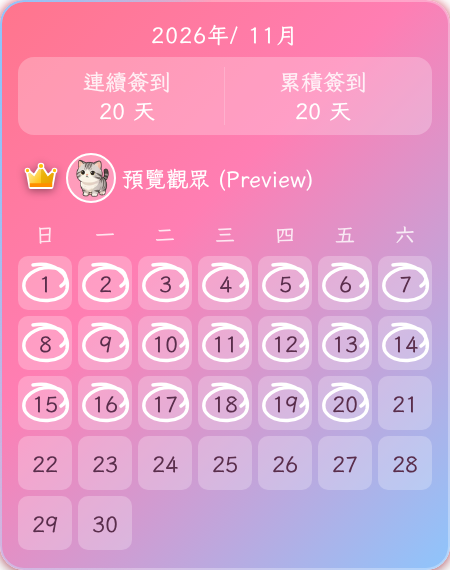 2026年/ 11月
連續簽到 累積簽到
20 天 20 天
預覽觀眾 (Preview)
日 一 二 三 四 五 六
1 2 3 4 5 6 7
8 9 10 11 12 13 14
15 16 17 18 19 20 21
22 23 24 25 26 27 28
29 30